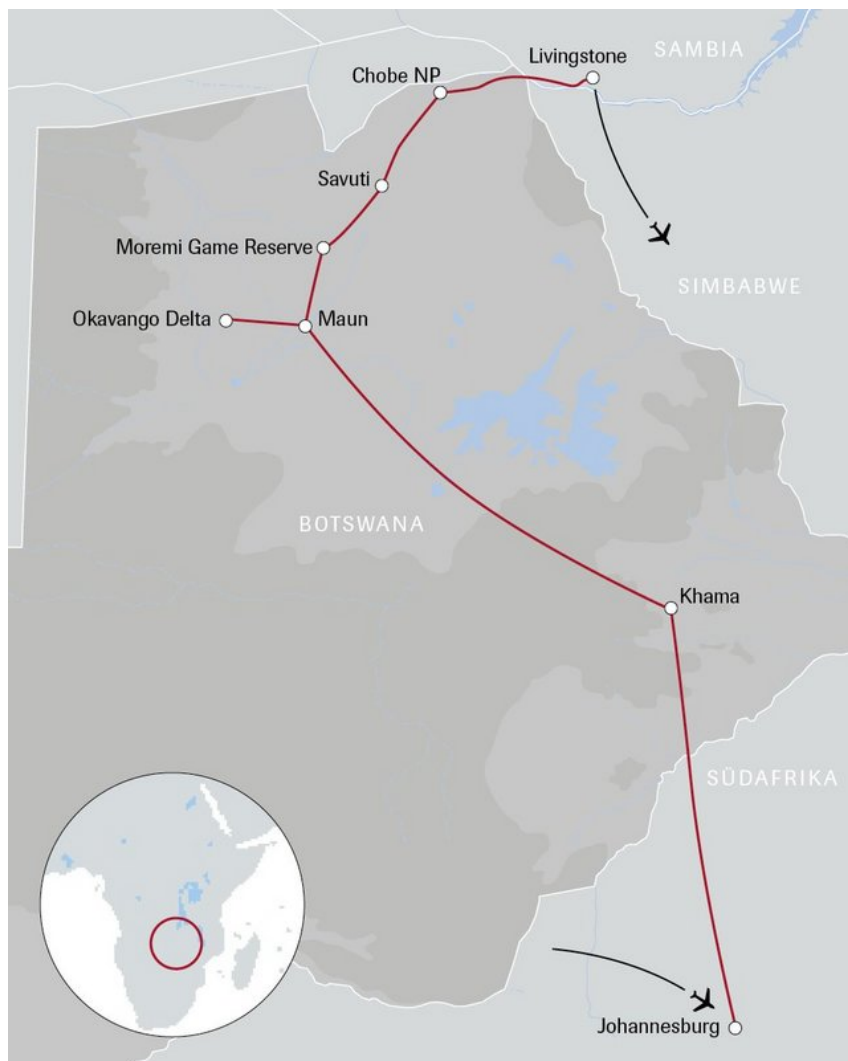 Livingstone
SAMBIA
Chobe NP
Savuti
Moremi Game Reserve
SIMBABWE
Okavango Delta
Maun
BOTSWANA
Khama
SÜDAFRIKA
Johannesburg